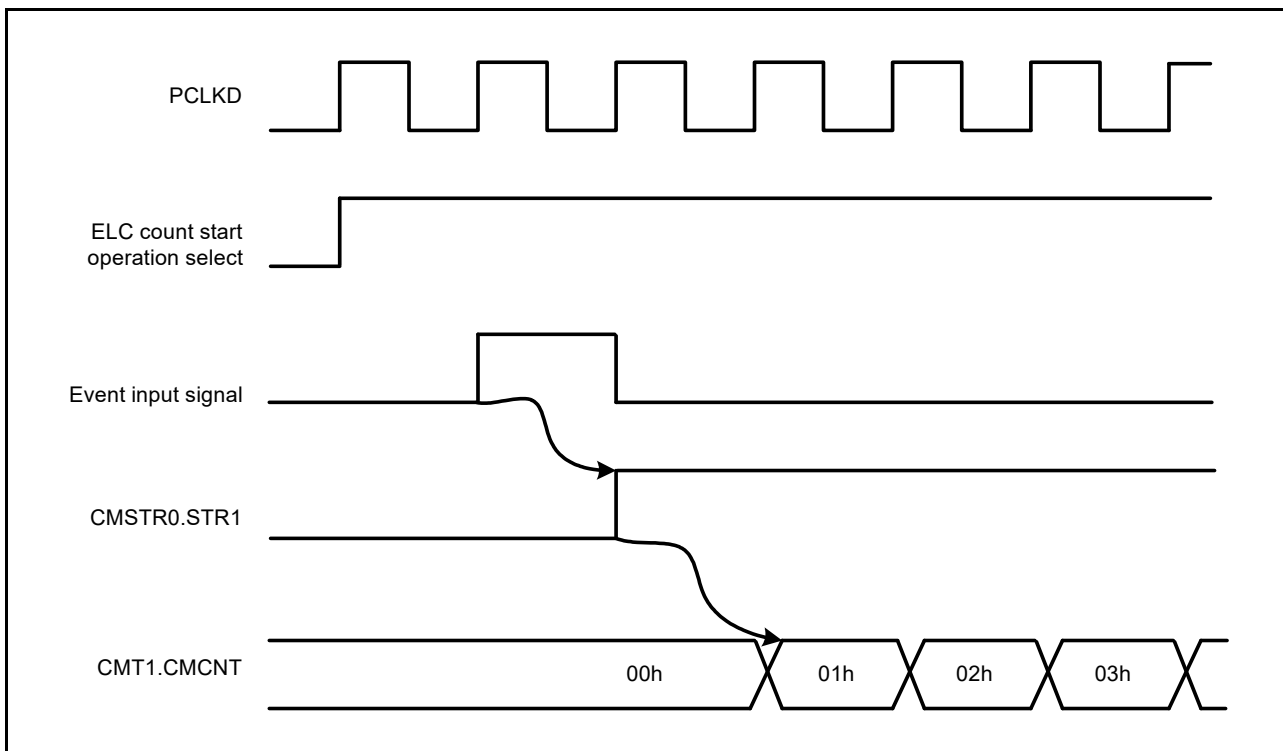 PCLKD
ELC count start
operation select
Event input signal
CMSTR0.STR1
CMT1.CMCNT
00h
01h
02h
03h